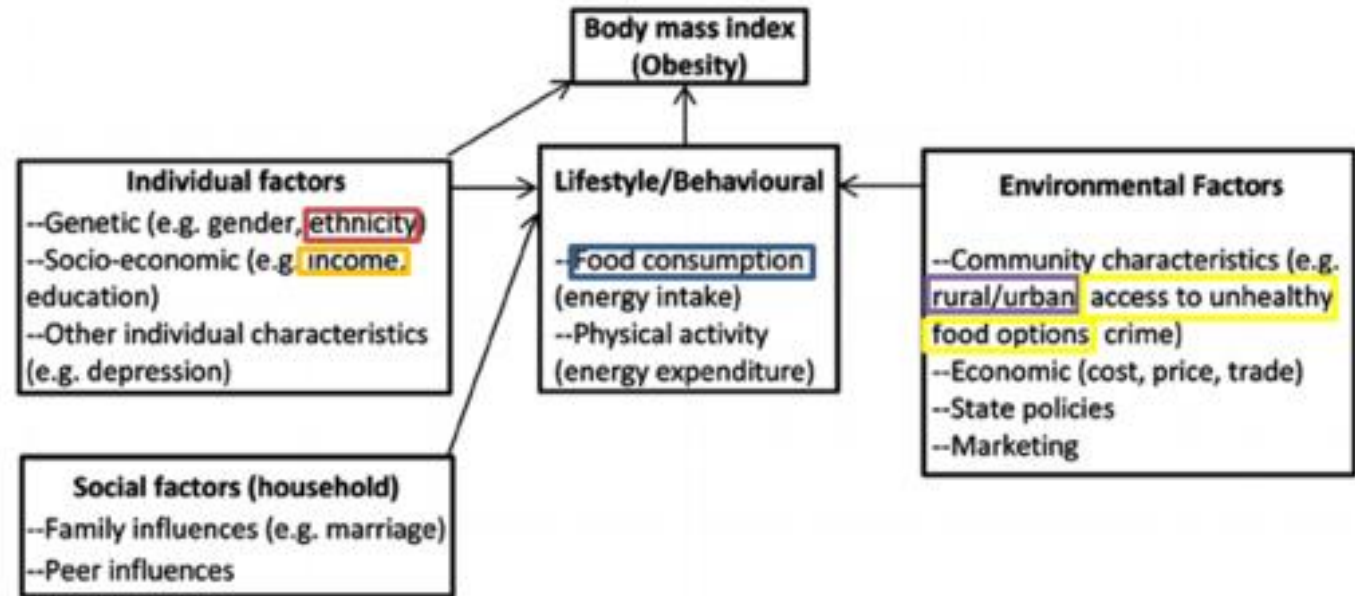 Body mass index
(Obesity)
Individual factors
--Genetic (e.g. gender, ethnicity)
--Socio-economic (e.g. income.
education)
--Other individual characteristics
(e.g. depression)
Lifestyle/Behavioural
--Food consumption
(energy intake)
--Physical activity
(energy expenditure)
Environmental Factors
--Community characteristics (e.g.
rural/urban access to unhealthy
food options crime)
--Economic (cost, price, trade)
--State policies
--Marketing
Social factors (household)
--Family influences (e.g. marriage)
--Peer influences